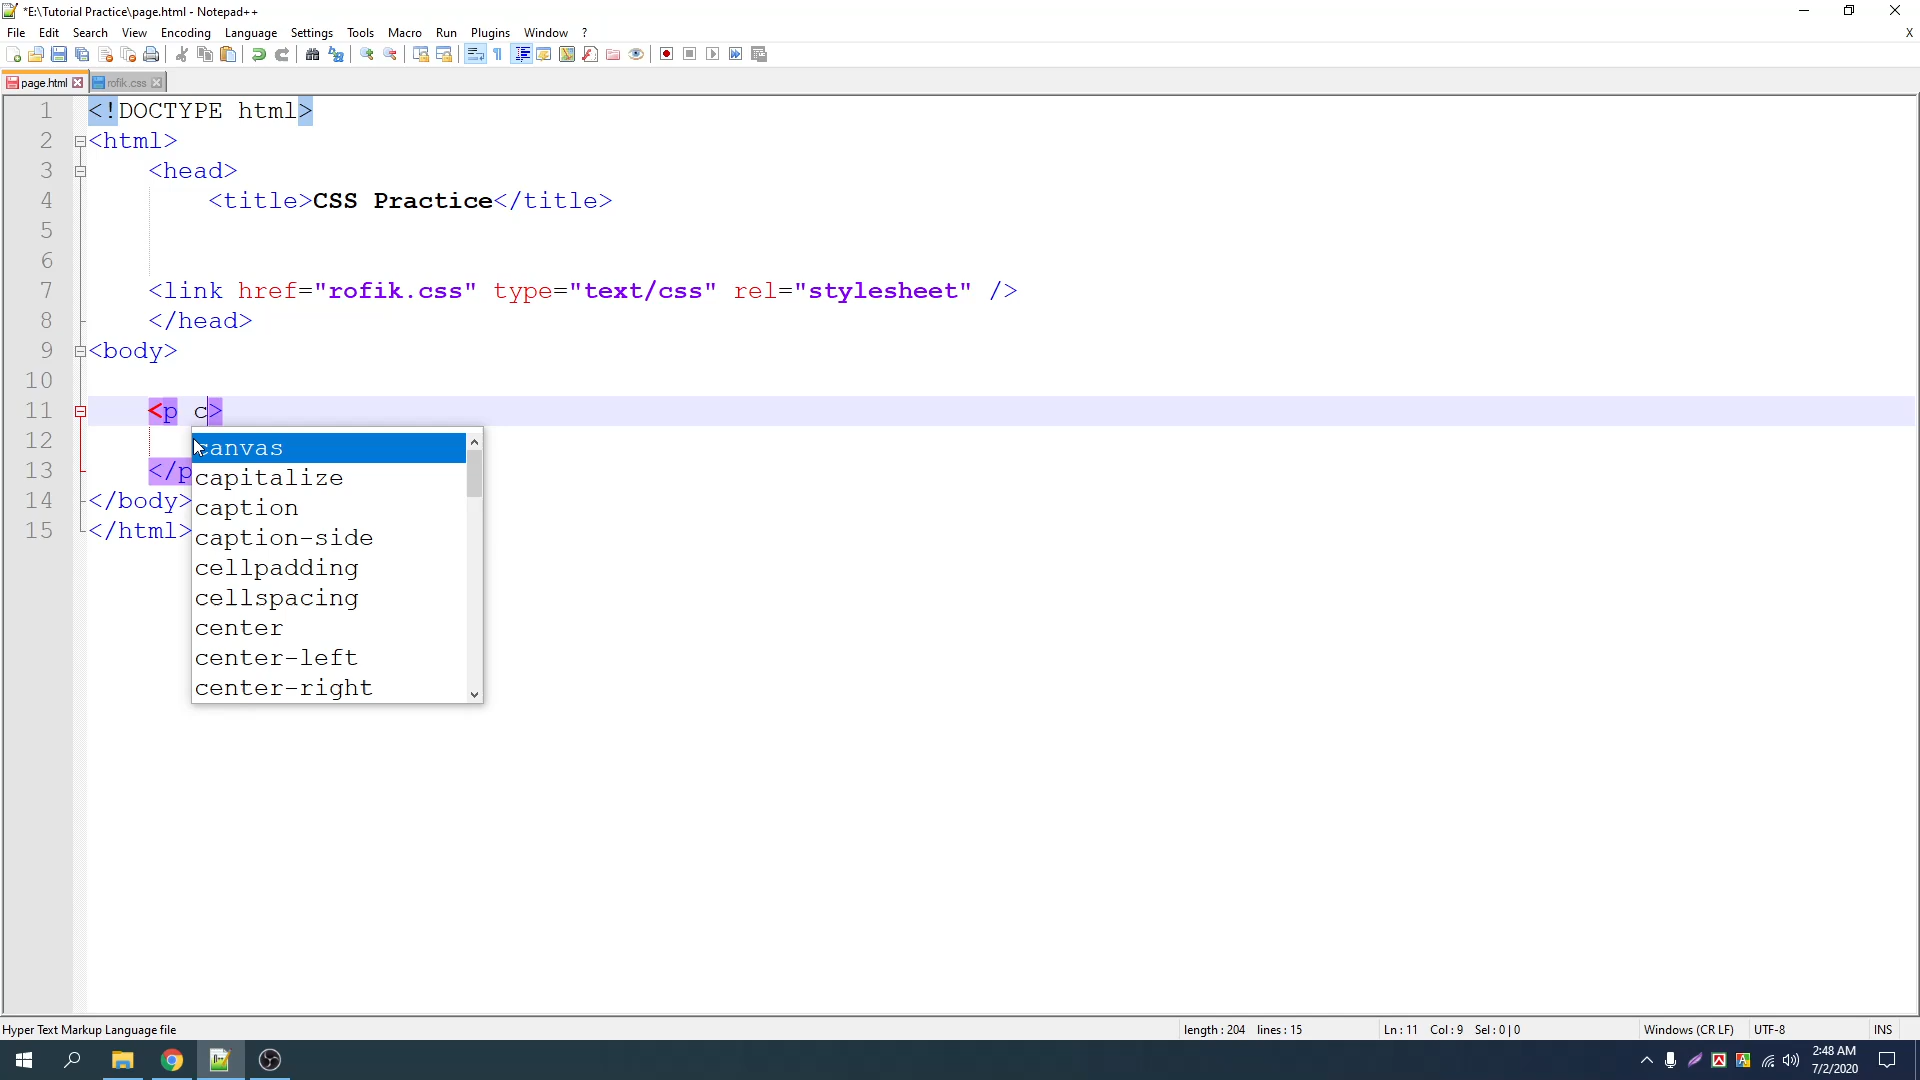 *E:\Tutorial Practice\page.html - Notepad++
File Edit Search View Encoding Language Settings Tools Macro Run Plugins Window ? X
page.html rofik.css
1 <!DOCTYPE html>
2 <html>
3 <head>
4 <title>CSS Practice</title>
5
6
7 <link href="rofik.css" type="text/css" rel="stylesheet" />
8 </head>
9 <body>
10
11 <p c>
12
13 </p
14 </body>
15 </html>
canvas
capitalize
caption
caption-side
cellpadding
cellspacing
center
center-left
center-right
Hyper Text Markup Language file length : 204 lines : 15 Ln : 11 Col : 9 Sel : 0 | 0 Windows (CR LF) UTF-8 INS
2:48 AM
7/2/2020